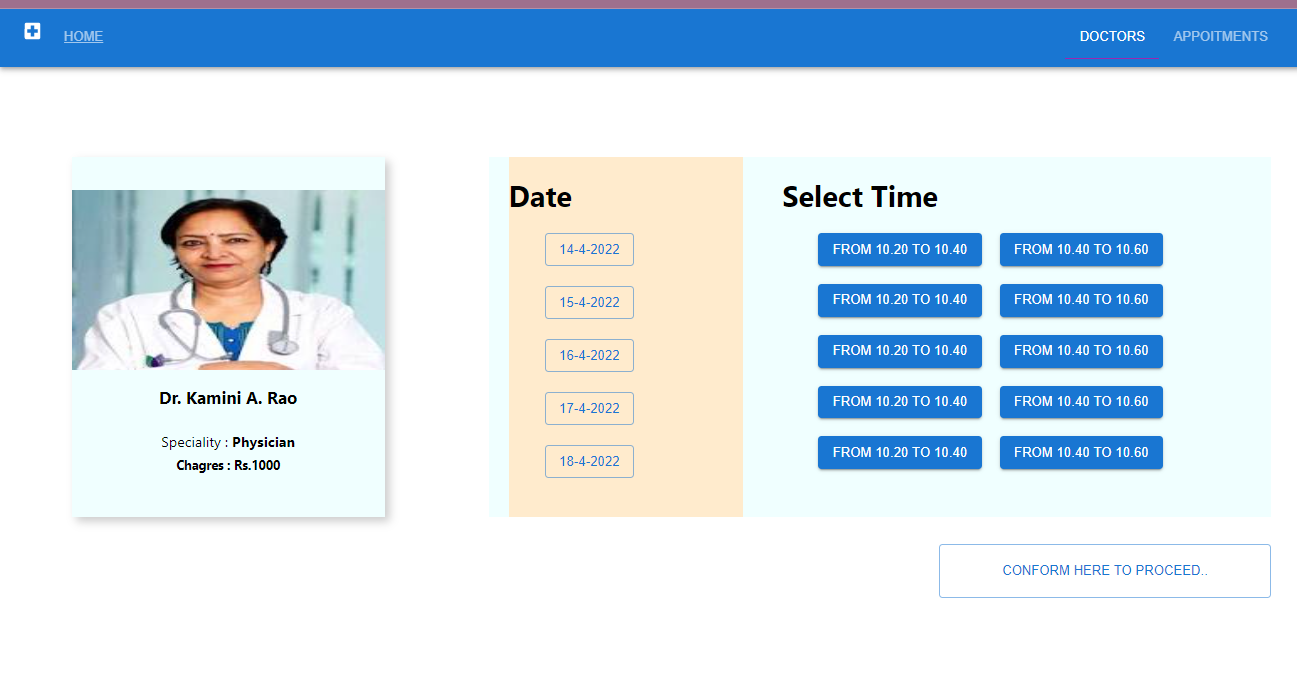 HOME
DOCTORS
APPOITMENTS
Dr. Kamini A. Rao
Speciality : Physician
Chagres : Rs.1000
Date
14-4-2022
15-4-2022
16-4-2022
17-4-2022
18-4-2022
Select Time
FROM 10.20 TO 10.40 FROM 10.40 TO 10.60
FROM 10.20 TO 10.40 FROM 10.40 TO 10.60
FROM 10.20 TO 10.40 FROM 10.40 TO 10.60
FROM 10.20 TO 10.40 FROM 10.40 TO 10.60
FROM 10.20 TO 10.40 FROM 10.40 TO 10.60
CONFORM HERE TO PROCEED..